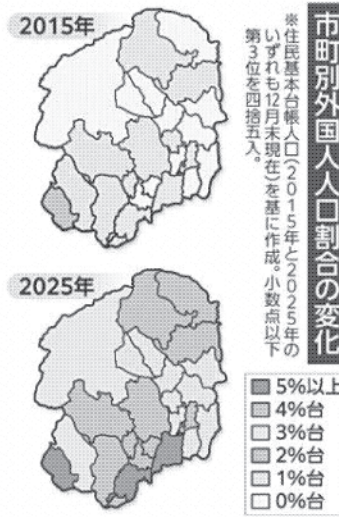 市町別外国人人口割合の変化
※住民基本台帳人口(2015年と2025年の
いずれも12月末現在)を基に作成。小数点以下
第3位を四捨五入。
2015年
2025年
5%以上
4%台
3%台
2%台
1%台
0%台